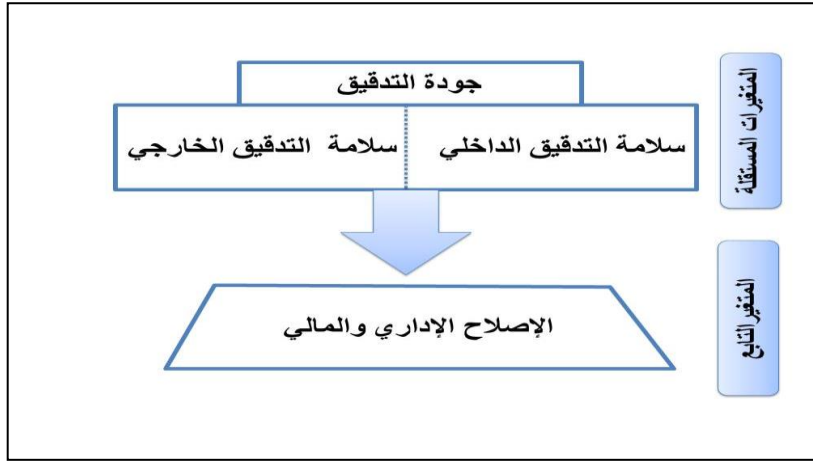 جودة التدقيق
المتغيرات المستقلة
سلامة التدقيق الداخلي
سلامة التدقيق الخارجي
الإصلاح الإداري والمالي
المتغير التابع